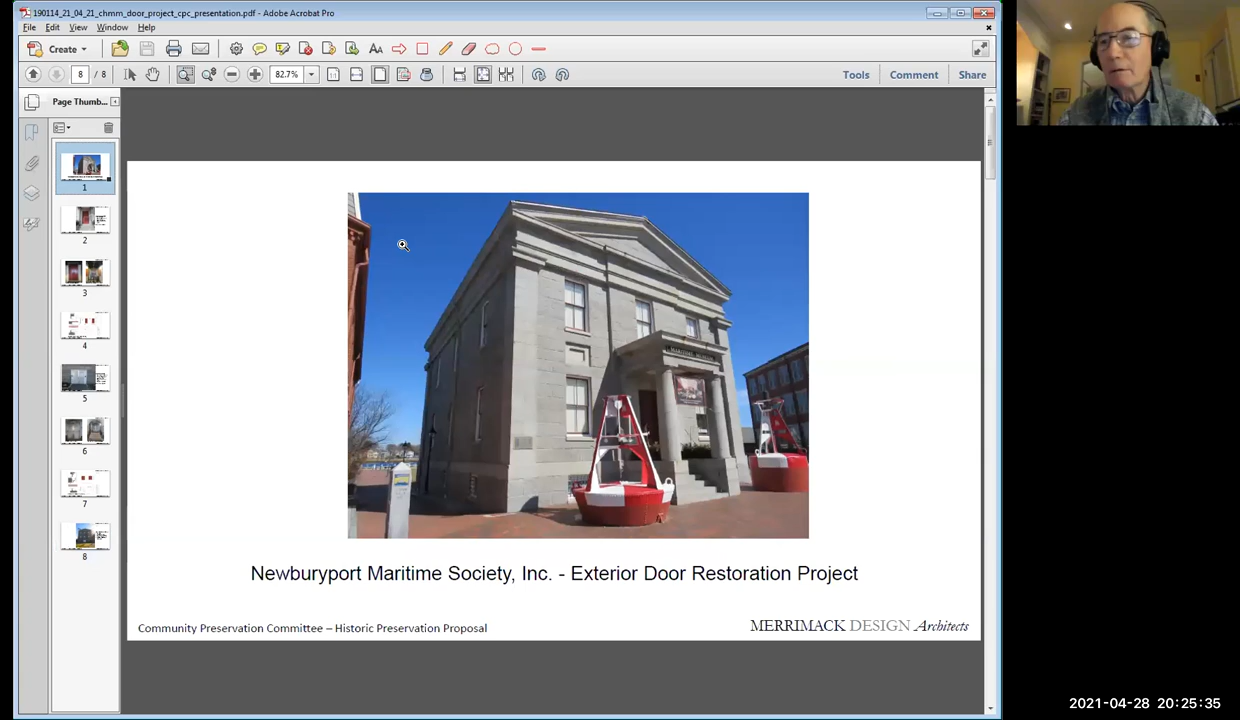 190114_21_04_21_chmm_door_project_cpc_presentation.pdf - Adobe Acrobat Pro
File Edit View Window Help
Create
8 / 8
82.7%
Tools Comment Share
Page Thumb...
1
2
3
4
5
6
7
8
Newburyport Maritime Society, Inc. - Exterior Door Restoration Project
Community Preservation Committee – Historic Preservation Proposal
MERRIMACK DESIGN Architects
2021-04-28 20:25:35